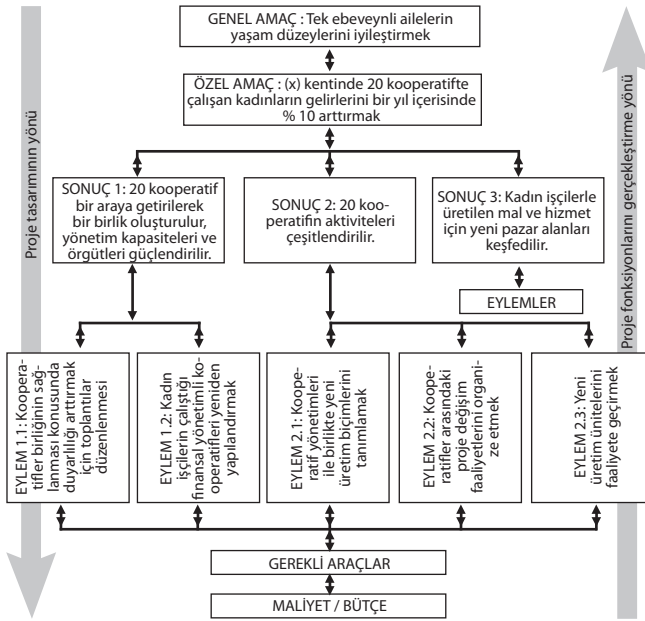 GENEL AMAÇ : Tek ebeveynli ailelerin
yaşam düzeylerini iyileştirmek
ÖZEL AMAÇ : (x) kentinde 20 kooperatifte
çalışan kadınların gelirlerini bir yıl içerisinde
% 10 arttırmak
Proje tasarımının yönü
Proje fonksiyonlarını gerçekleştirme yönü
SONUÇ 1: 20 kooperatif
bir araya getirilerek
bir birlik oluşturulur,
yönetim kapasiteleri ve
örgütleri güçlendirilir.
SONUÇ 2: 20 koo-
peratifin aktiviteleri
çeşitlendirilir.
SONUÇ 3: Kadın işçilerle
üretilen mal ve hizmet
için yeni pazar alanları
keşfedilir.
EYLEMLER
EYLEM 1.1: Koopera-
tifler birliğinin sağ-
lanması konusunda
duyarlılığı arttırmak
için toplantılar
düzenlenmesi
EYLEM 1.2: Kadın
işçilerin çalıştığı
finansal yönetimli ko-
operatifleri yeniden
yapılandırmak
EYLEM 2.1: Koope-
ratif yönetimleri
ile birlikte yeni
üretim biçimlerini
tanımlamak
EYLEM 2.2: Koope-
ratifler arasındaki
proje değişim
faaliyetlerini organi-
ze etmek
EYLEM 2.3: Yeni
üretim ünitelerini
faaliyete geçirmek
GEREKLİ ARAÇLAR
MALİYET / BÜTÇE